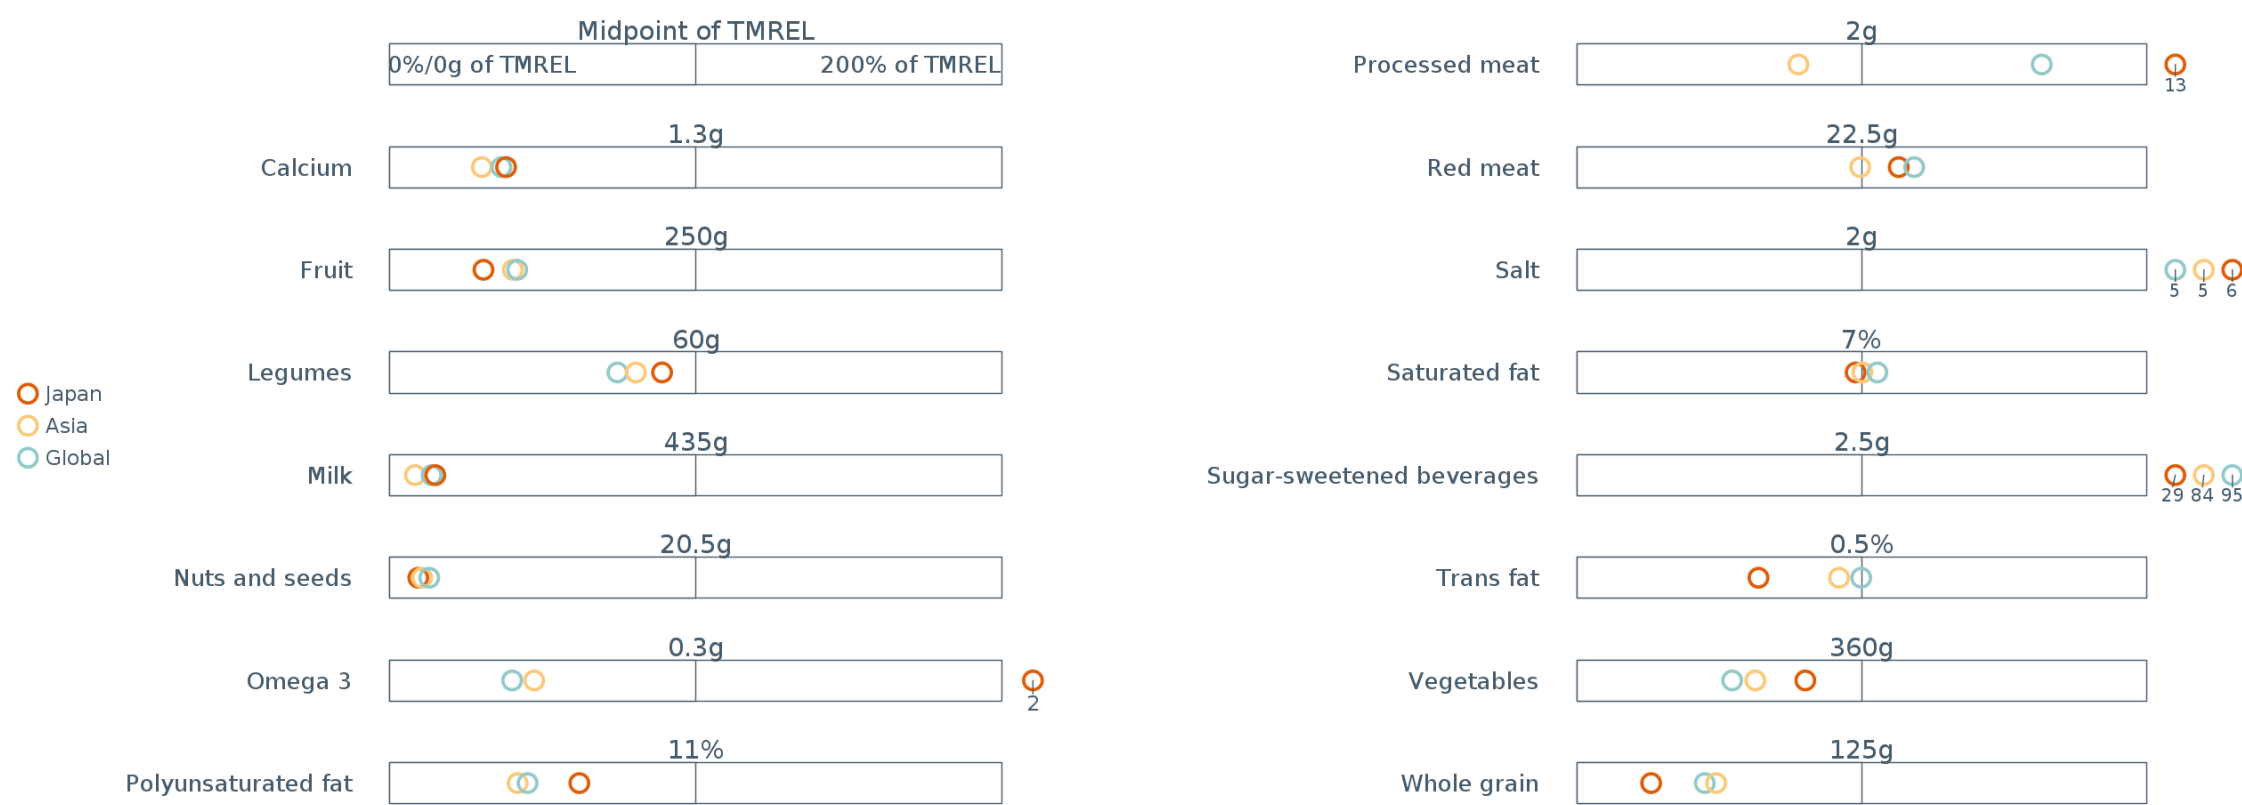 Midpoint of TMREL
0%/0g of TMREL 200% of TMREL
1.3g
Calcium
250g
Fruit
60g
Legumes
435g
Milk
20.5g
Nuts and seeds
0.3g
Omega 3
2
11%
Polyunsaturated fat
Japan
Asia
Global
2g
Processed meat
13
22.5g
Red meat
2g
Salt
5 5 6
7%
Saturated fat
2.5g
Sugar-sweetened beverages
29 84 95
0.5%
Trans fat
360g
Vegetables
125g
Whole grain